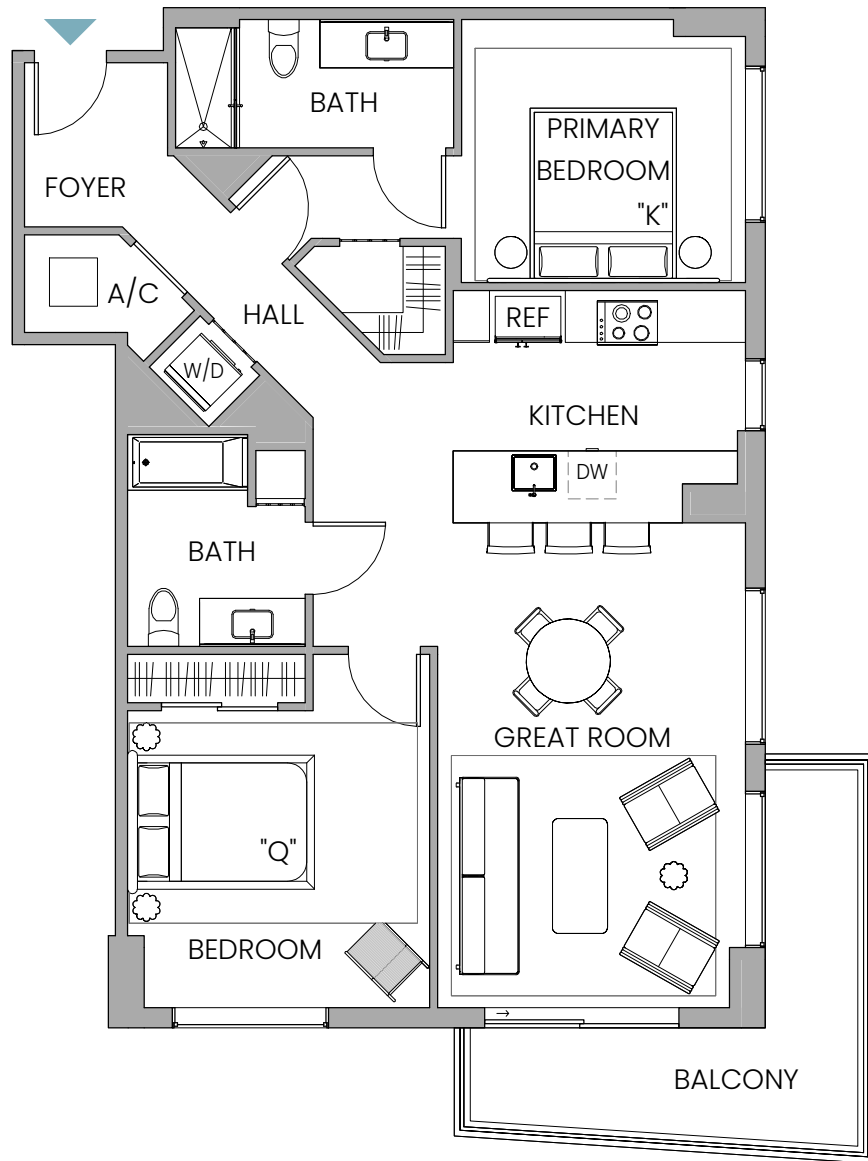 BATH
PRIMARY
BEDROOM
"K"
FOYER
A/C
HALL
REF
W/D
KITCHEN
DW
BATH
GREAT ROOM
"Q"
BEDROOM
BALCONY